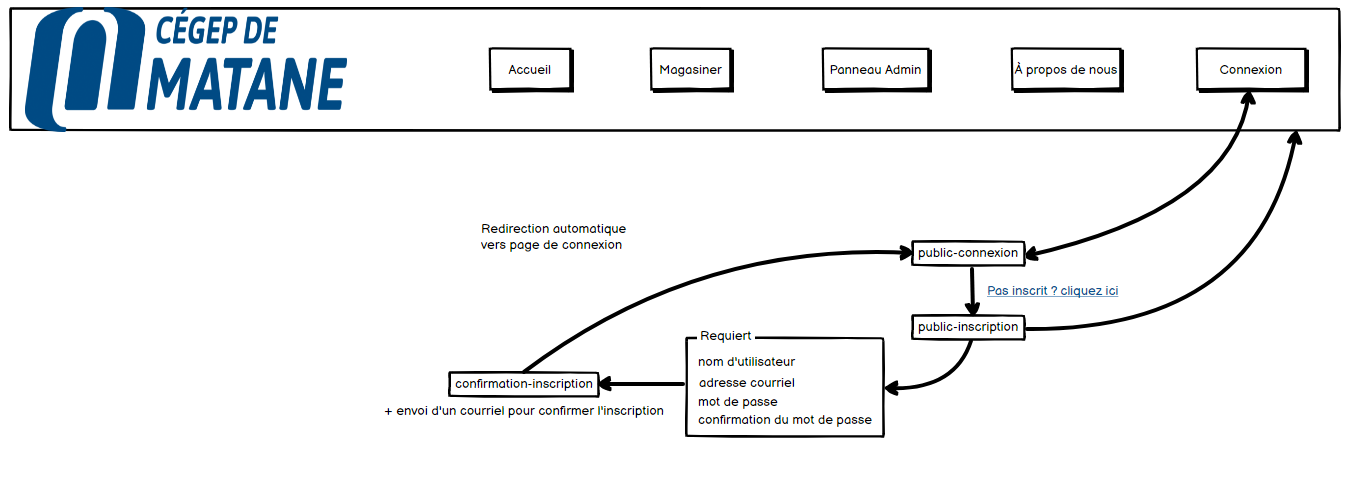 CÉGEP DE
MATANE
Accueil
Magasiner
Panneau Admin
À propos de nous
Connexion
Redirection automatique
vers page de connexion
public-connexion
Pas inscrit ? cliquez ici
public-inscription
Requiert
nom d'utilisateur
adresse courriel
mot de passe
confirmation du mot de passe
confirmation-inscription
+ envoi d'un courriel pour confirmer l'inscription